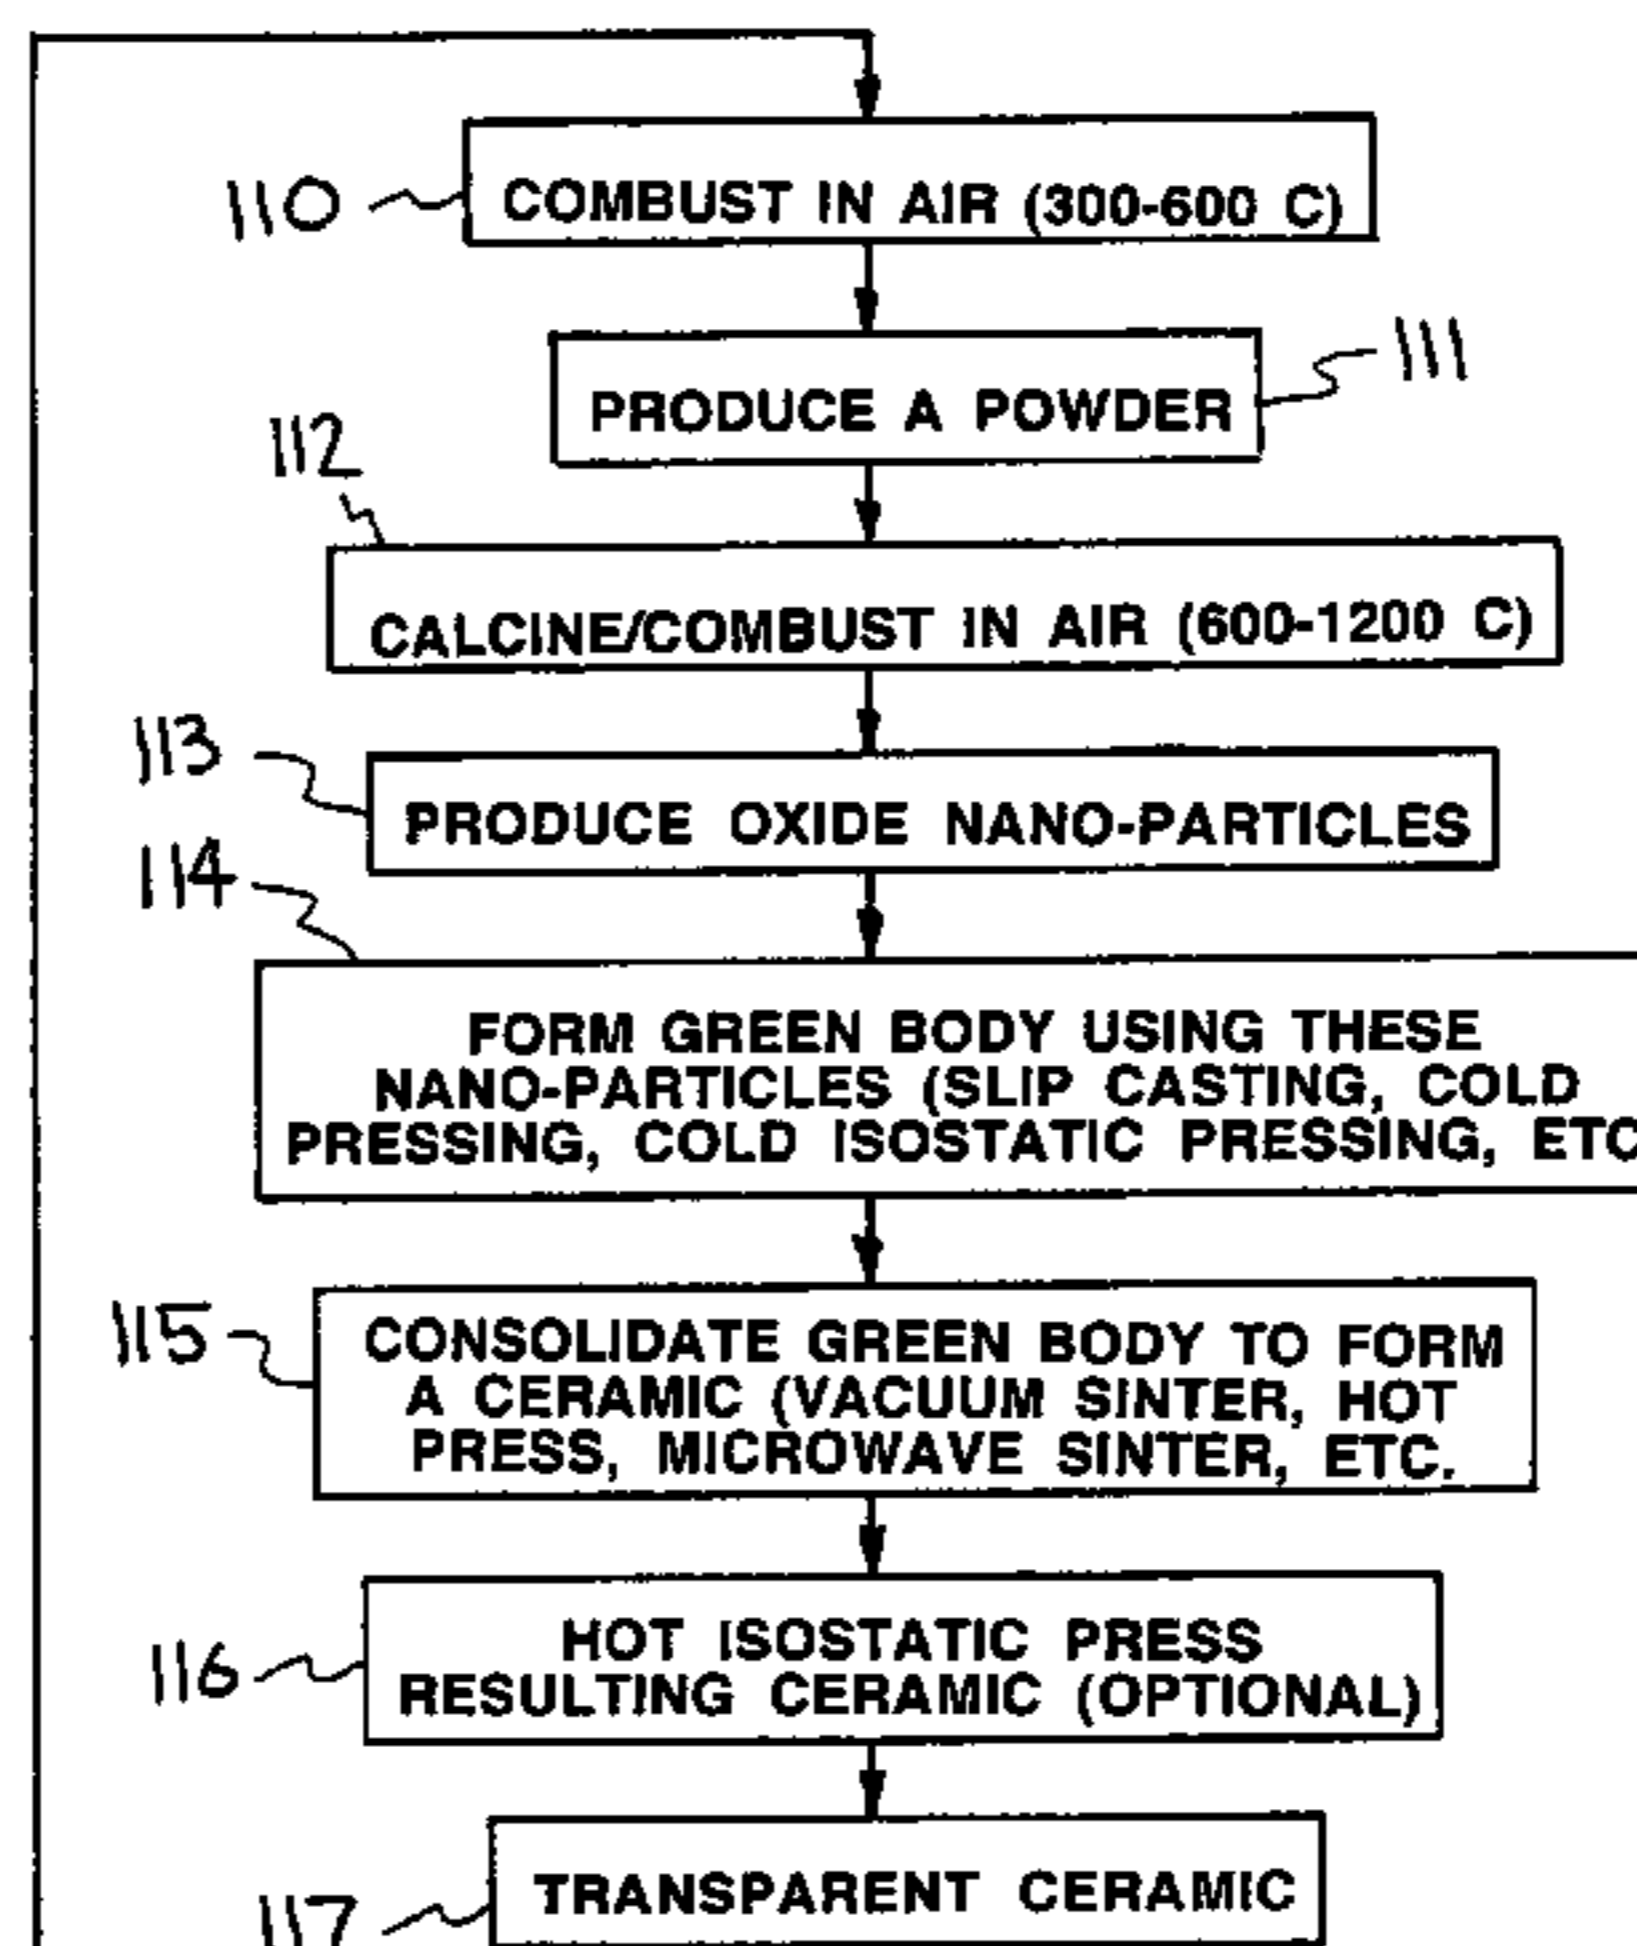 110
COMBUST IN AIR (300-600 C)
111
PRODUCE A POWDER
112
CALCINE/COMBUST IN AIR (600-1200 C)
113
PRODUCE OXIDE NANO-PARTICLES
114
FORM GREEN BODY USING THESE
NANO-PARTICLES (SLIP CASTING, COLD
PRESSING, COLD ISOSTATIC PRESSING, ETC
115
CONSOLIDATE GREEN BODY TO FORM
A CERAMIC (VACUUM SINTER, HOT
PRESS, MICROWAVE SINTER, ETC.
116
HOT ISOSTATIC PRESS
RESULTING CERAMIC (OPTIONAL)
117
TRANSPARENT CERAMIC